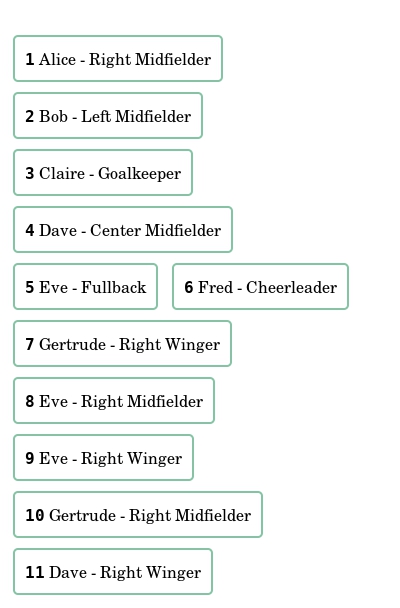 1 Alice - Right Midfielder
2 Bob - Left Midfielder
3 Claire - Goalkeeper
4 Dave - Center Midfielder
5 Eve - Fullback 6 Fred - Cheerleader
7 Gertrude - Right Winger
8 Eve - Right Midfielder
9 Eve - Right Winger
10 Gertrude - Right Midfielder
11 Dave - Right Winger